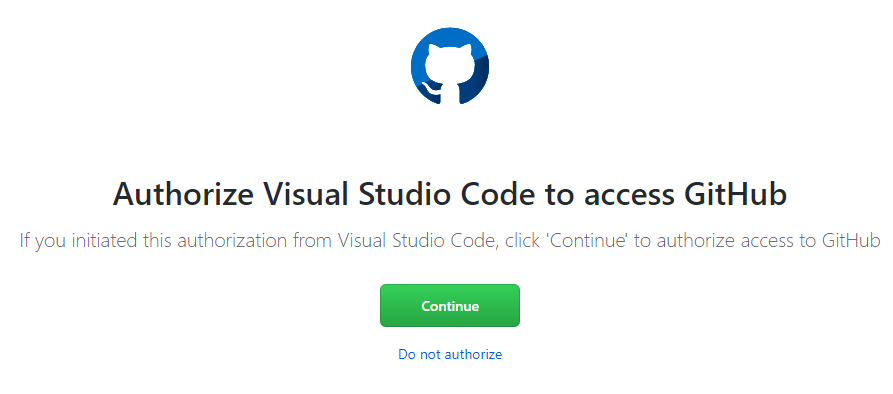 Authorize Visual Studio Code to access GitHub
If you initiated this authorization from Visual Studio Code, click 'Continue' to authorize access to GitHub
Continue
Do not authorize